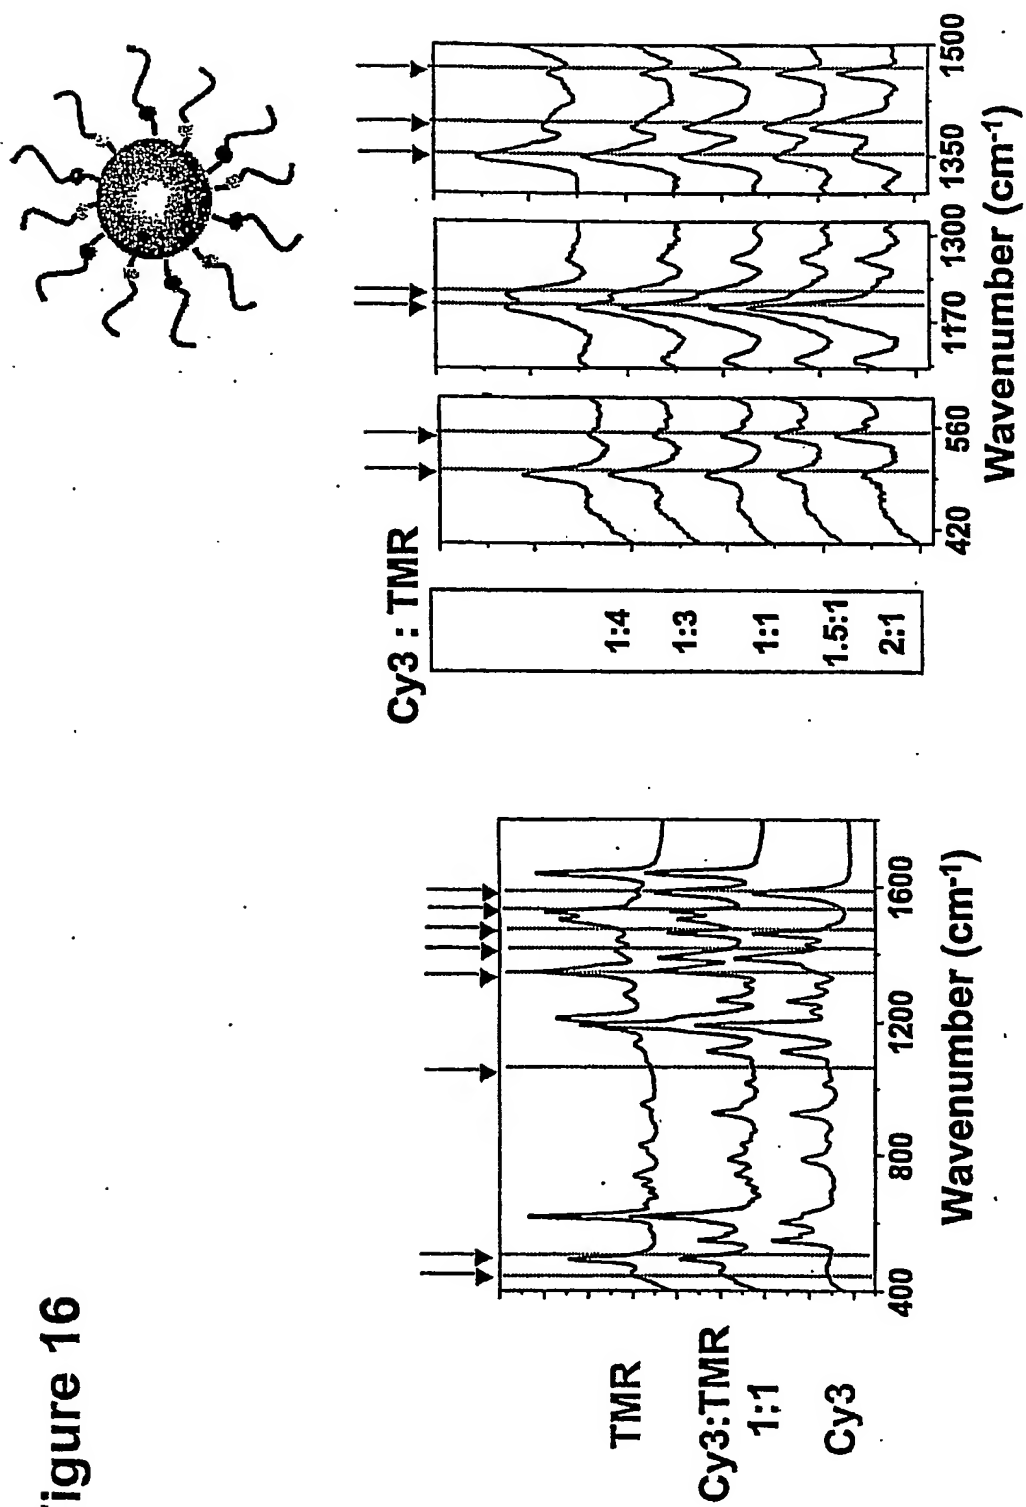 igure 16
TMR
Cy3:TMR
1:1
Cy3
400 800 1200 1600
Wavenumber (cm-1)
Cy3 : TMR
1:4
1:3
1:1
1.5:1
2:1
420 560 1170 1300 1350 1500
Wavenumber (cm-1)